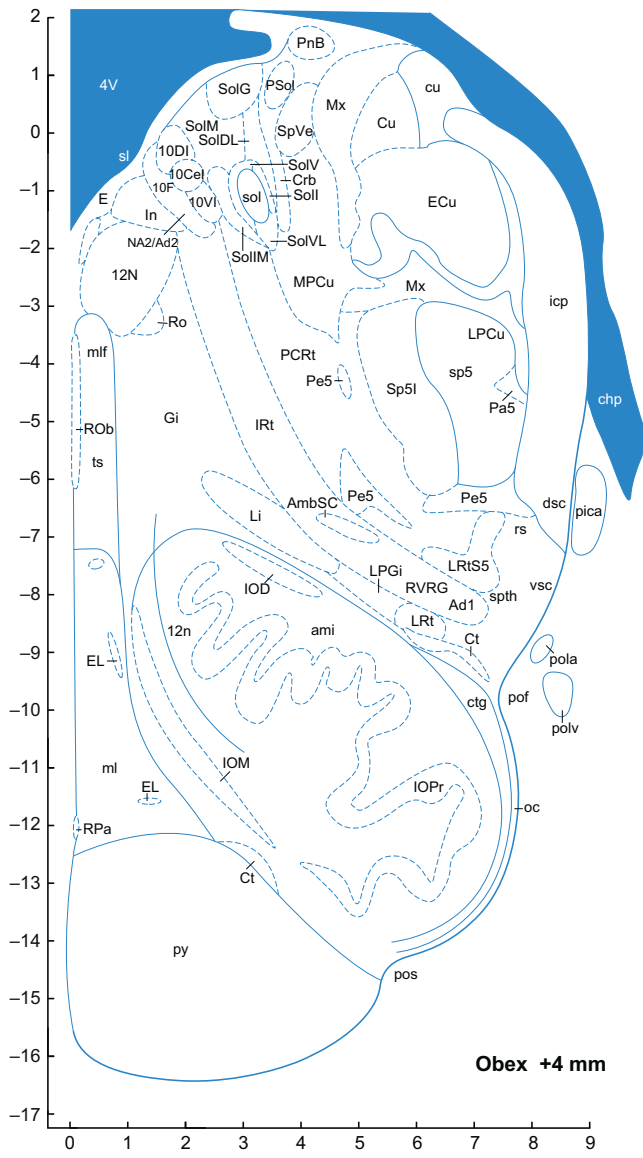 2
PnB
4V
1
SolG
PSol
cu
Mx
Cu
SolM
0
SolDL
SpVe
sl
10DI
SolV
10Cel
Crb
10F
-1
E
10VI
sol
SolI
ECu
In
NA2/Ad2
SolVL
-2
SolIM
12N
MPCu
Mx
-3
icp
Ro
LPCu
mlf
PCRt
-4
sp5
Pe5
Sp5I
Pa5
chp
Gi
-5
ROb
IRt
ts
-6
Pe5
Pe5
AmbSC
dsc
pica
Li
rs
-7
LPGi
LRtS5
IOD
RVRG
spth
vsc
-8
Ad1
12n
ami
LRt
Ct
-9
EL
pola
ctg
pof
-10
polv
ml
IOM
-11
EL
IOPr
oc
-12
RPa
Ct
-13
-14
py
pos
-15
-16
Obex +4 mm
-17
0 1 2 3 4 5 6 7 8 9